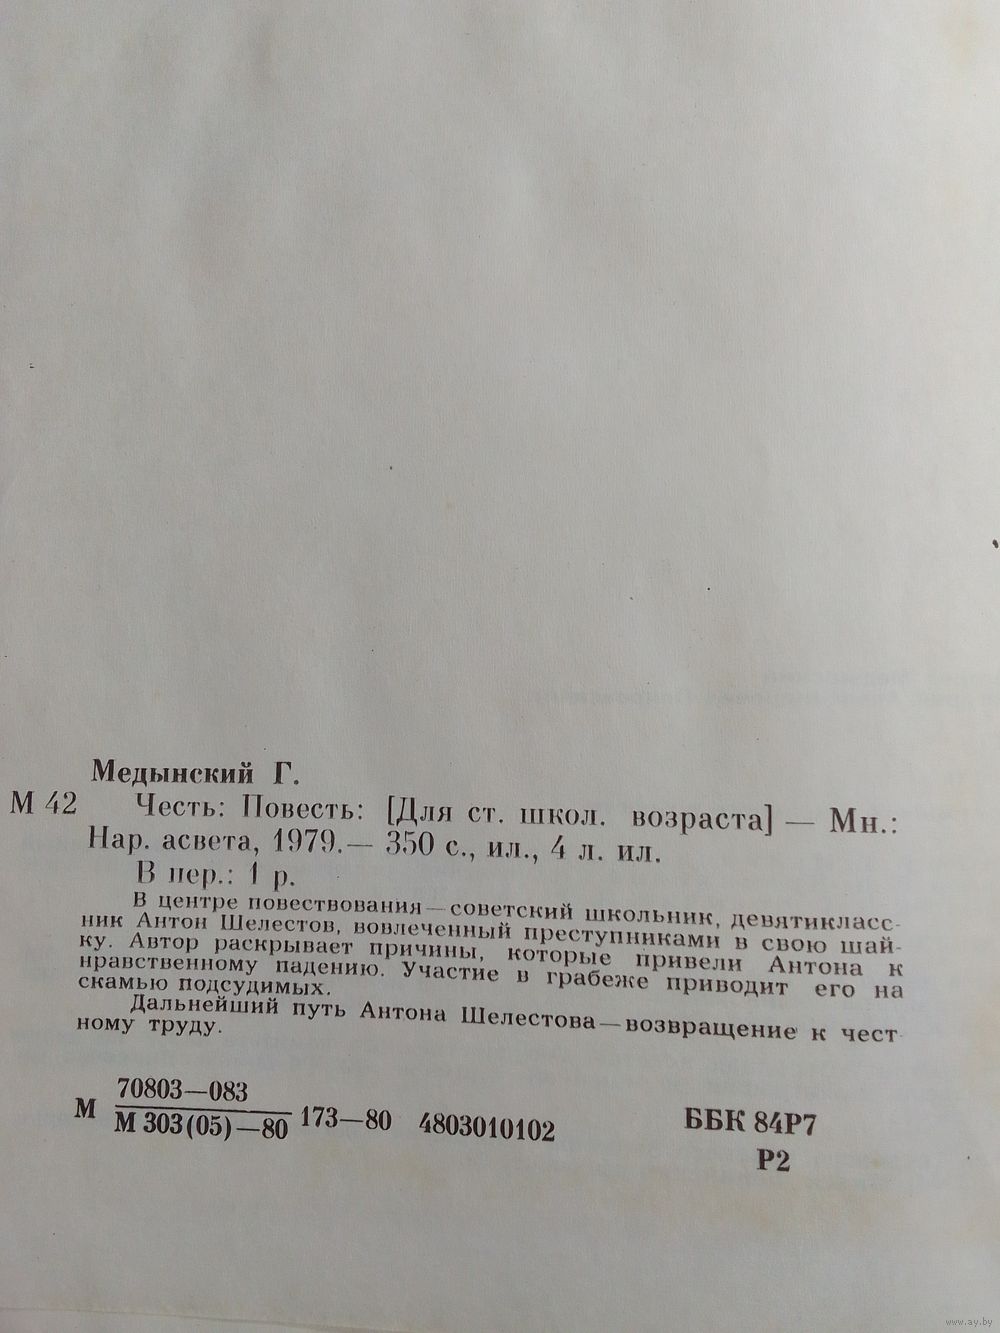 Медынский Г.
М 42 Честь: Повесть: [Для ст. школ. возраста] — Мн.:
Нар. асвета, 1979.— 350 с., ил., 4 л. ил.
В пер.: 1 р.
В центре повествования—советский школьник, девятикласс-
ник Антон Шелестов, вовлеченный преступниками в свою шай-
ку. Автор раскрывает причины, которые привели Антона к
нравственному падению. Участие в грабеже приводит его на
скамью подсудимых.
Дальнейший путь Антона Шелестова—возвращение к чест-
ному труду.
70803—083
М 173—80 4803010102 ББК 84Р7
М 303(05)—80
Р2
www.ay.by